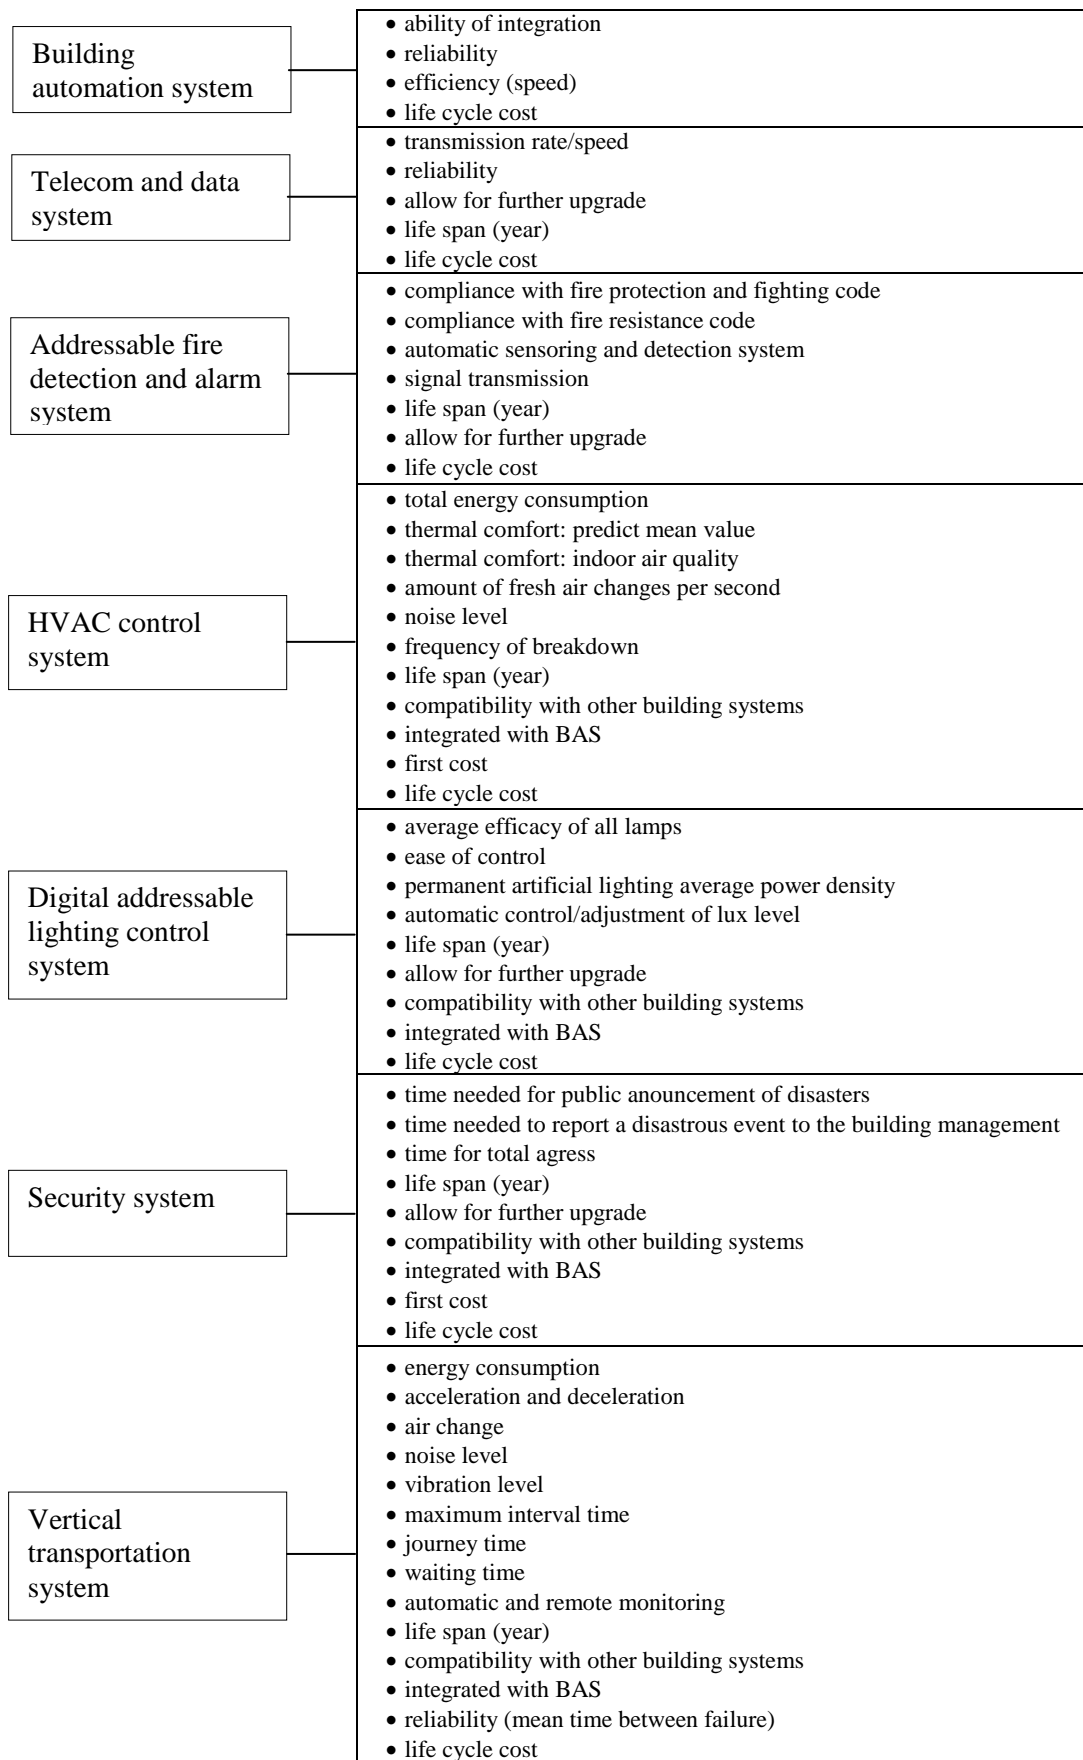 Building
automation system
• ability of integration
• reliability
• efficiency (speed)
• life cycle cost
Telecom and data
system
• transmission rate/speed
• reliability
• allow for further upgrade
• life span (year)
• life cycle cost
Addressable fire
detection and alarm
system
• compliance with fire protection and fighting code
• compliance with fire resistance code
• automatic sensoring and detection system
• signal transmission
• life span (year)
• allow for further upgrade
• life cycle cost
HVAC control
system
• total energy consumption
• thermal comfort: predict mean value
• thermal comfort: indoor air quality
• amount of fresh air changes per second
• noise level
• frequency of breakdown
• life span (year)
• compatibility with other building systems
• integrated with BAS
• first cost
• life cycle cost
Digital addressable
lighting control
system
• average efficacy of all lamps
• ease of control
• permanent artificial lighting average power density
• automatic control/adjustment of lux level
• life span (year)
• allow for further upgrade
• compatibility with other building systems
• integrated with BAS
• life cycle cost
Security system
• time needed for public anouncement of disasters
• time needed to report a disastrous event to the building management
• time for total agress
• life span (year)
• allow for further upgrade
• compatibility with other building systems
• integrated with BAS
• first cost
• life cycle cost
Vertical
transportation
system
• energy consumption
• acceleration and deceleration
• air change
• noise level
• vibration level
• maximum interval time
• journey time
• waiting time
• automatic and remote monitoring
• life span (year)
• compatibility with other building systems
• integrated with BAS
• reliability (mean time between failure)
• life cycle cost